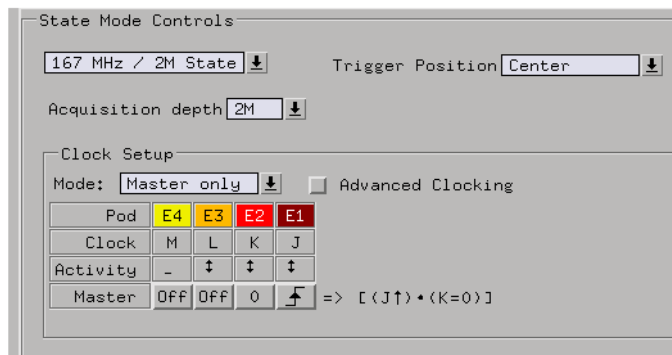 State Mode Controls
167 MHz / 2M State Trigger Position Center
Acquisition depth 2M
Clock Setup
Mode: Master only Advanced Clocking
Pod E4 E3 E2 E1
Clock M L K J
Activity - ↕ ↕ ↕
Master Off Off 0 => [(J↑)•(K=0)]